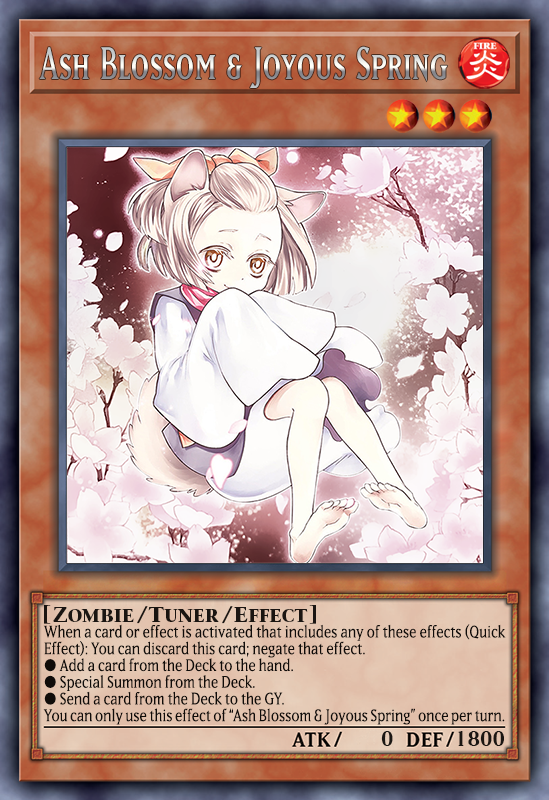 Ash Blossom & Joyous Spring
FIRE
炎
[Zombie/Tuner/Effect]
When a card or effect is activated that includes any of these effects (Quick
Effect): You can discard this card; negate that effect.
● Add a card from the Deck to the hand.
● Special Summon from the Deck.
● Send a card from the Deck to the GY.
You can only use this effect of “Ash Blossom & Joyous Spring” once per turn.
ATK/ 0 DEF/1800